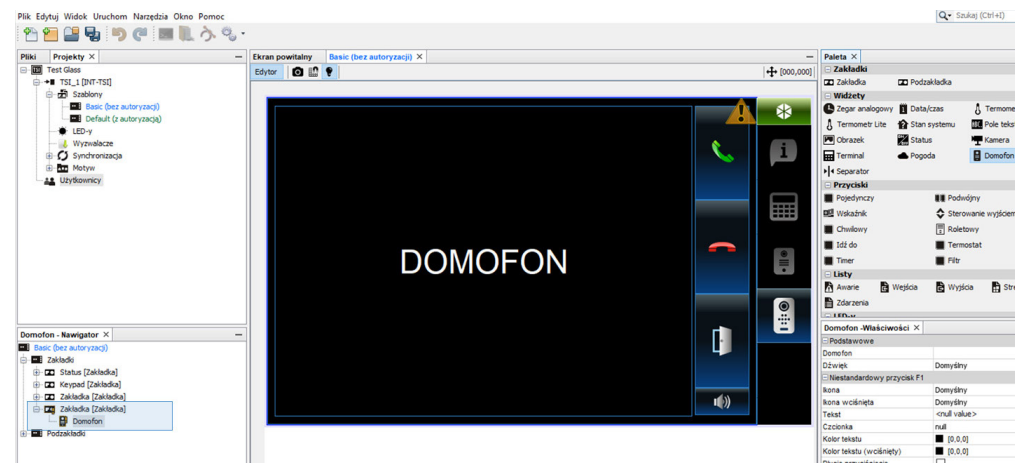 Plik Edytuj Widok Uruchom Narzędzia Okno Pomoc
Szukaj (Ctrl+I)
Pliki Projekty
Test Glass
TSI_1 [INT-TSI]
Szablony
Basic (bez autoryzacji)
Default (z autoryzacją)
LED-y
Wyzwalacze
Synchronizacja
Motyw
Użytkownicy
Domofon - Nawigator
Basic (bez autoryzacji)
Zakładki
Status [Zakładka]
Keypad [Zakładka]
Zakładka [Zakładka]
Zakładka [Zakładka]
Domofon
Podzakładki
Ekran powitalny Basic (bez autoryzacji)
Edytor [000,000]
DOMOFON
Paleta
Zakładki
Zakładka Podzakładka
Widżety
Zegar analogowy Data/czas Termome
Termometr Lite Stan systemu Pole tekst
Obrazek Status Kamera
Terminal Pogoda Domofon
Separator
Przyciski
Pojedynczy Podwójny
Wskaźnik Sterowanie wyjściem
Chwilowy Roletowy
Idź do Termostat
Timer Filtr
Listy
Awarie Wejścia Wyjścia Stre
Zdarzenia
LED-y
Domofon -Właściwości
Podstawowe
Domofon
Dźwięk Domyślny
Niestandardowy przycisk F1
Ikona Domyślny
Ikona wciśnięta Domyślny
Tekst <null value>
Czcionka null
Kolor tekstu [0,0,0]
Kolor tekstu (wciśnięty) [0,0,0]